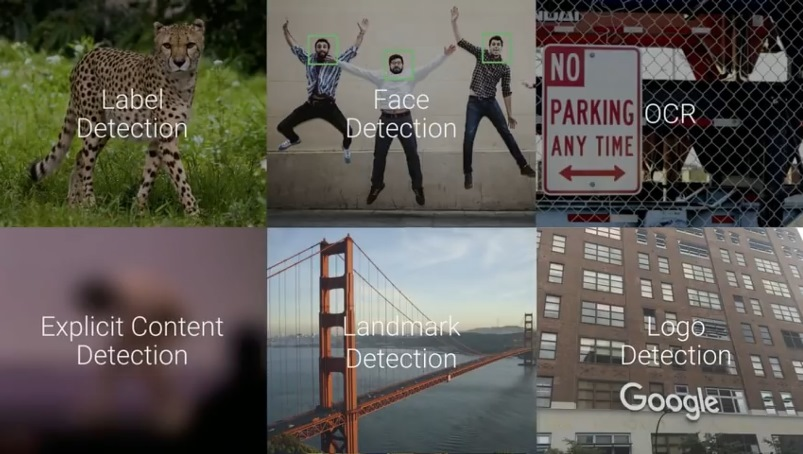 Label
Detection
Face
Detection
NO
PARKING
ANY TIME
OCR
Explicit Content
Detection
Landmark
Detection
Logo
Detection
Google